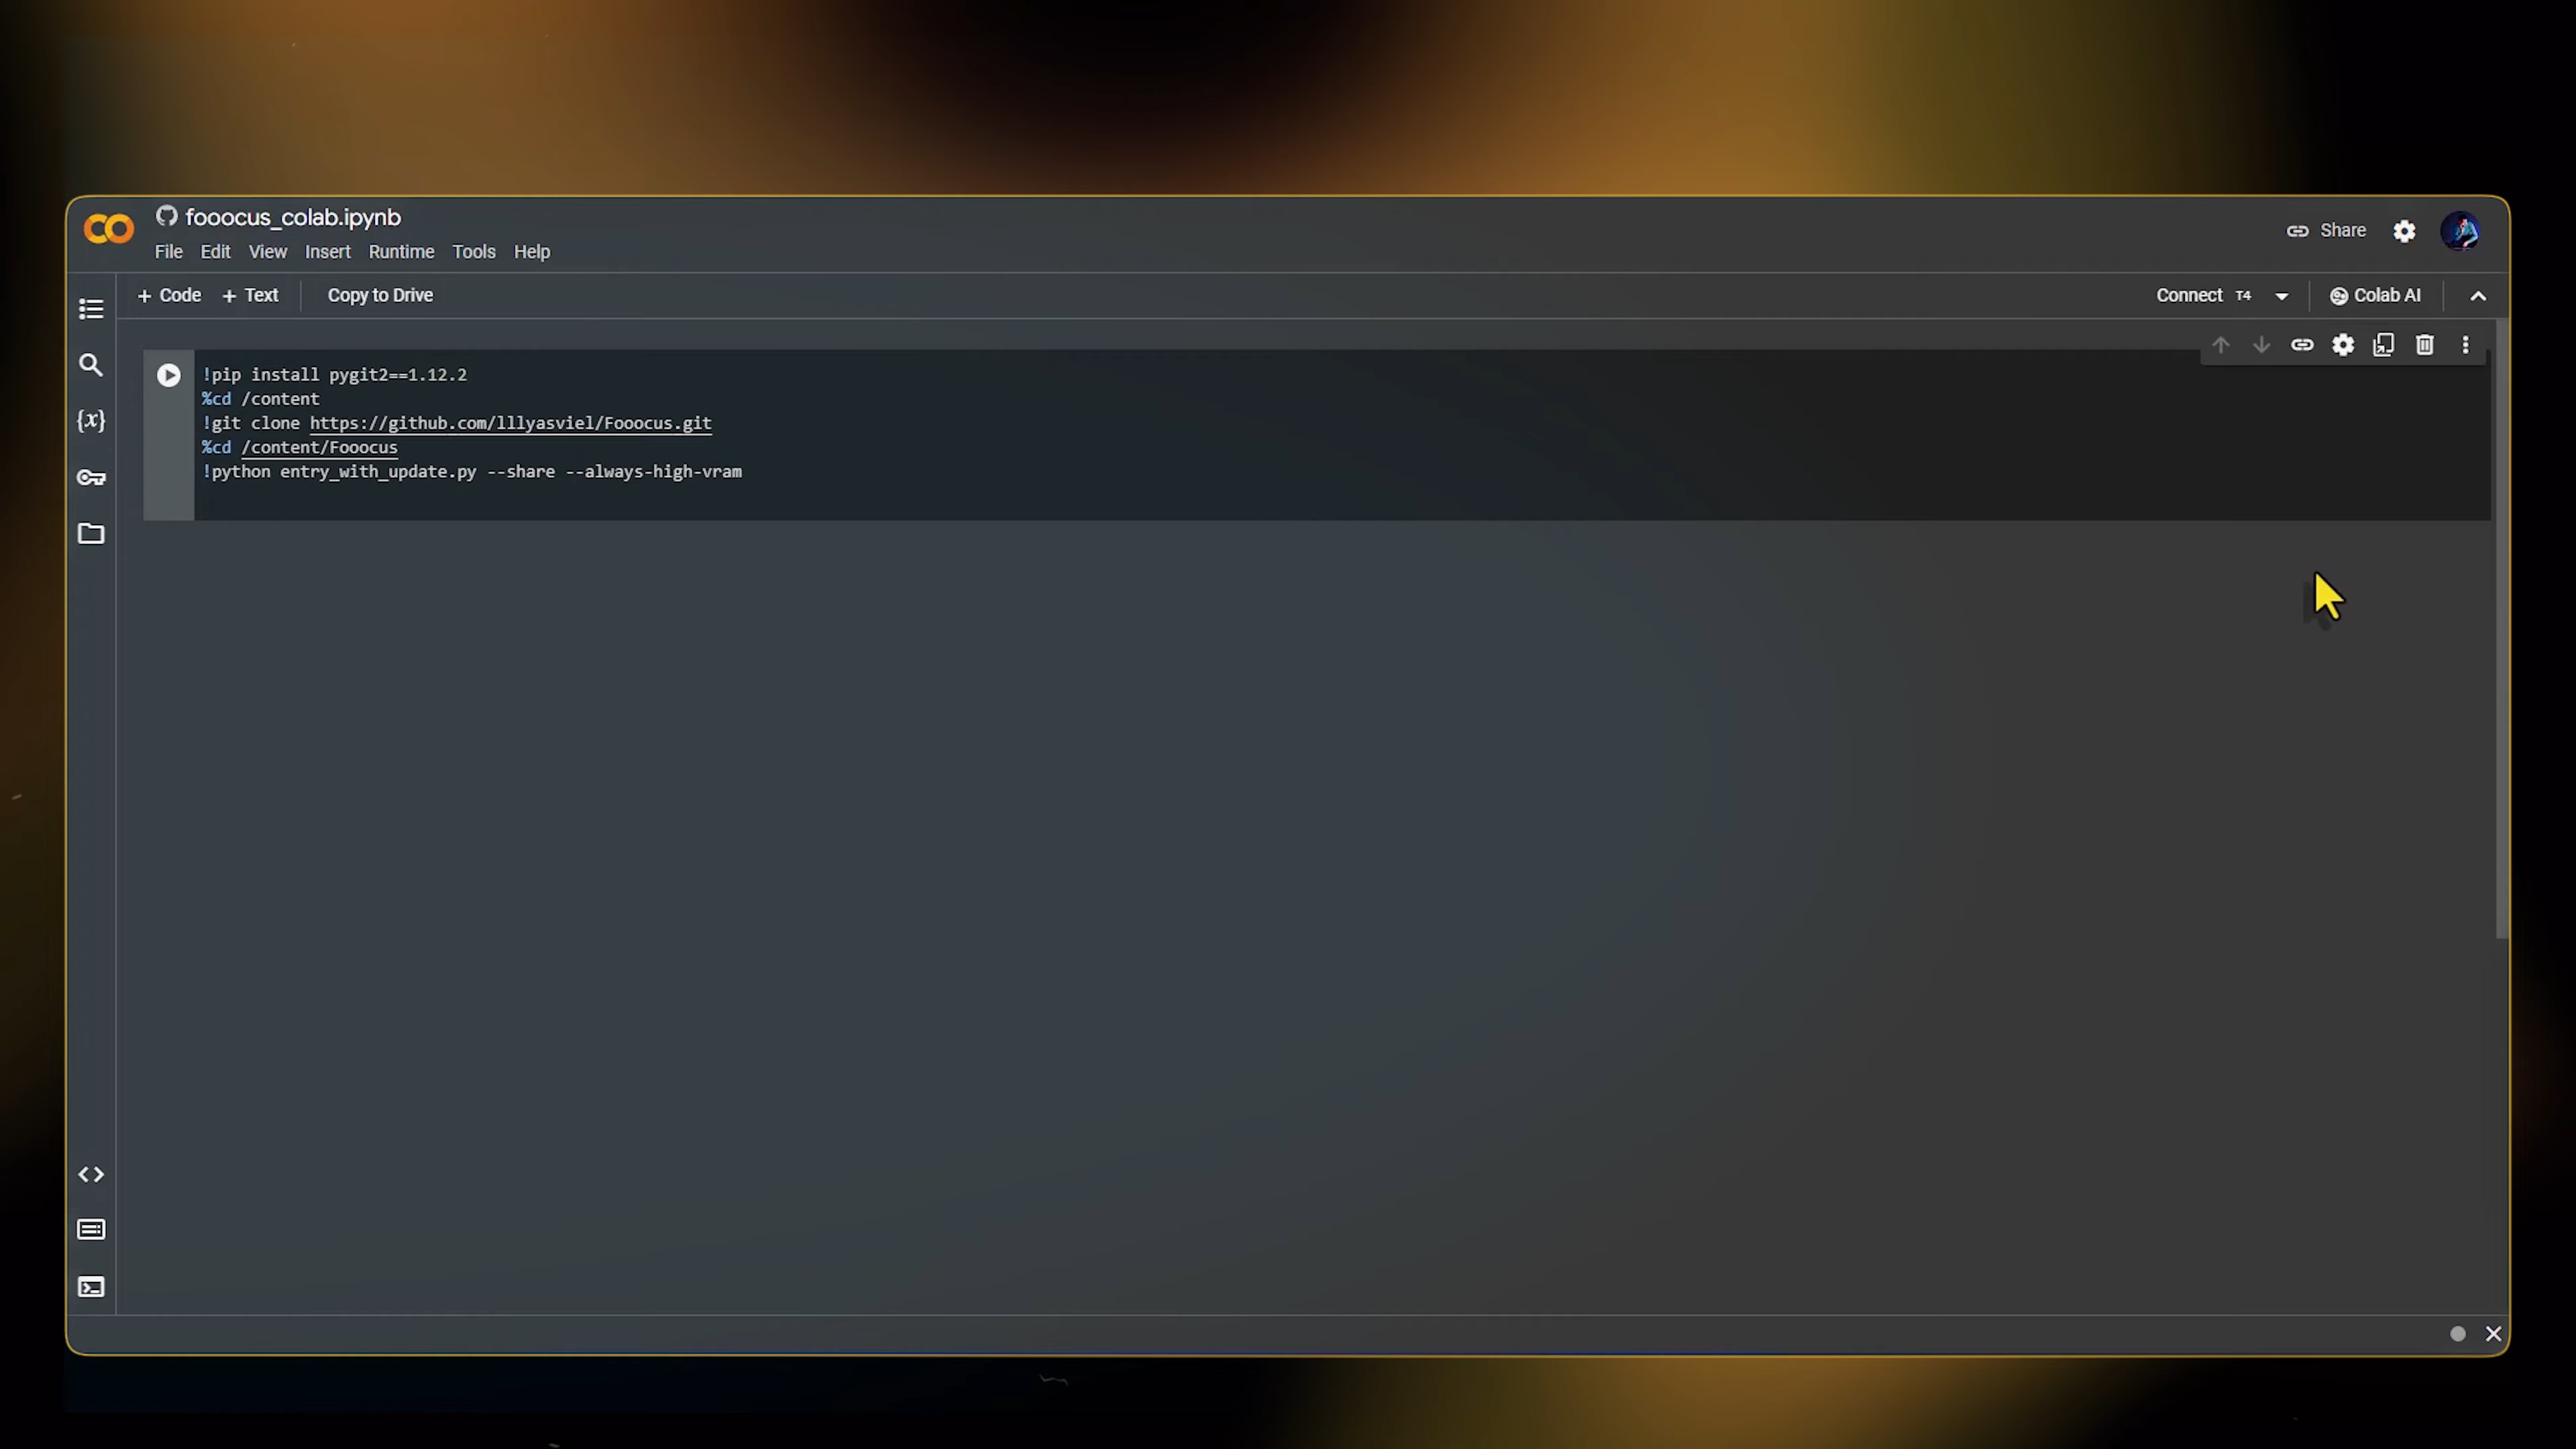 fooocus_colab.ipynb
File Edit View Insert Runtime Tools Help
Share
+ Code + Text Copy to Drive
Connect T4 Colab AI
!pip install pygit2==1.12.2
%cd /content
!git clone https://github.com/lllyasviel/Fooocus.git
%cd /content/Fooocus
!python entry_with_update.py --share --always-high-vram
{x}